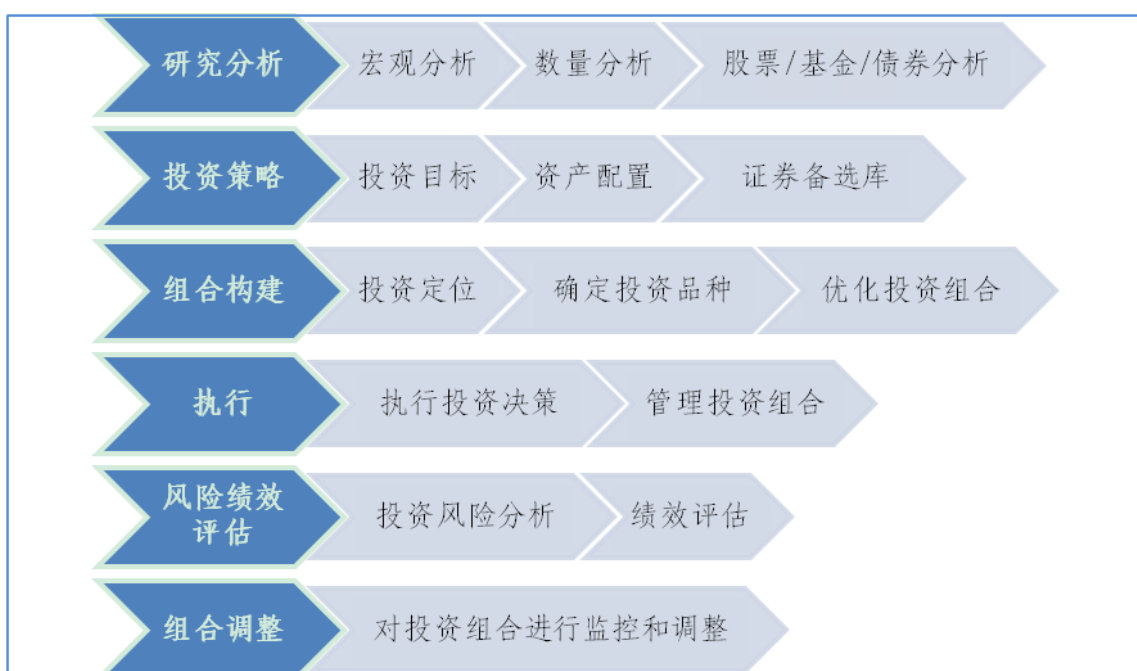 研究分析 宏观分析 数量分析 股票/基金/债券分析
投资策略 投资目标 资产配置 证券备选库
组合构建 投资定位 确定投资品种 优化投资组合
执行 执行投资决策 管理投资组合
风险绩效
评估 投资风险分析 绩效评估
组合调整 对投资组合进行监控和调整